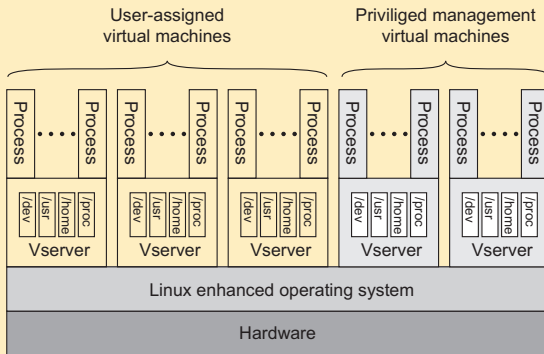 User-assigned
virtual machines
Priviliged management
virtual machines
Process
Process
Process
Process
Process
Process
Process
Process
Process
Process
/dev
/usr
/home
/proc
/dev
/usr
/home
/proc
/dev
/usr
/home
/proc
/dev
/usr
/home
/proc
/dev
/usr
/home
/proc
Vserver
Vserver
Vserver
Vserver
Vserver
Linux enhanced operating system
Hardware